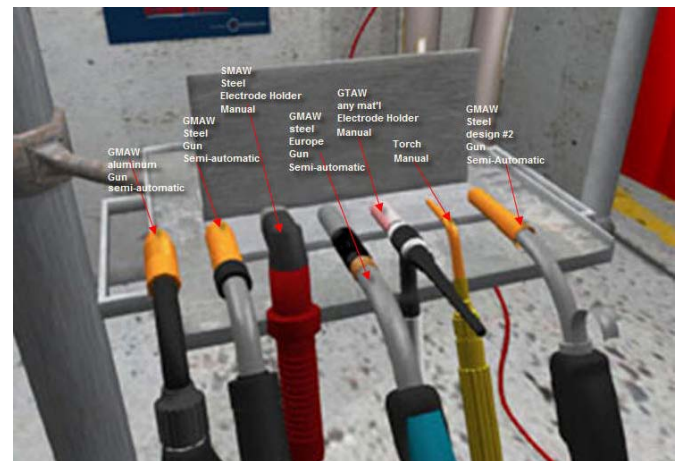 GMAW
aluminum
Gun
semi-automatic
GMAW
Steel
Gun
Semi-automatic
SMAW
Steel
Electrode Holder
Manual
GMAW
steel
Europe
Gun
Semi-automatic
GTAW
any mat'l
Electrode Holder
Manual
Torch
Manual
GMAW
Steel
design #2
Gun
Semi-Automatic